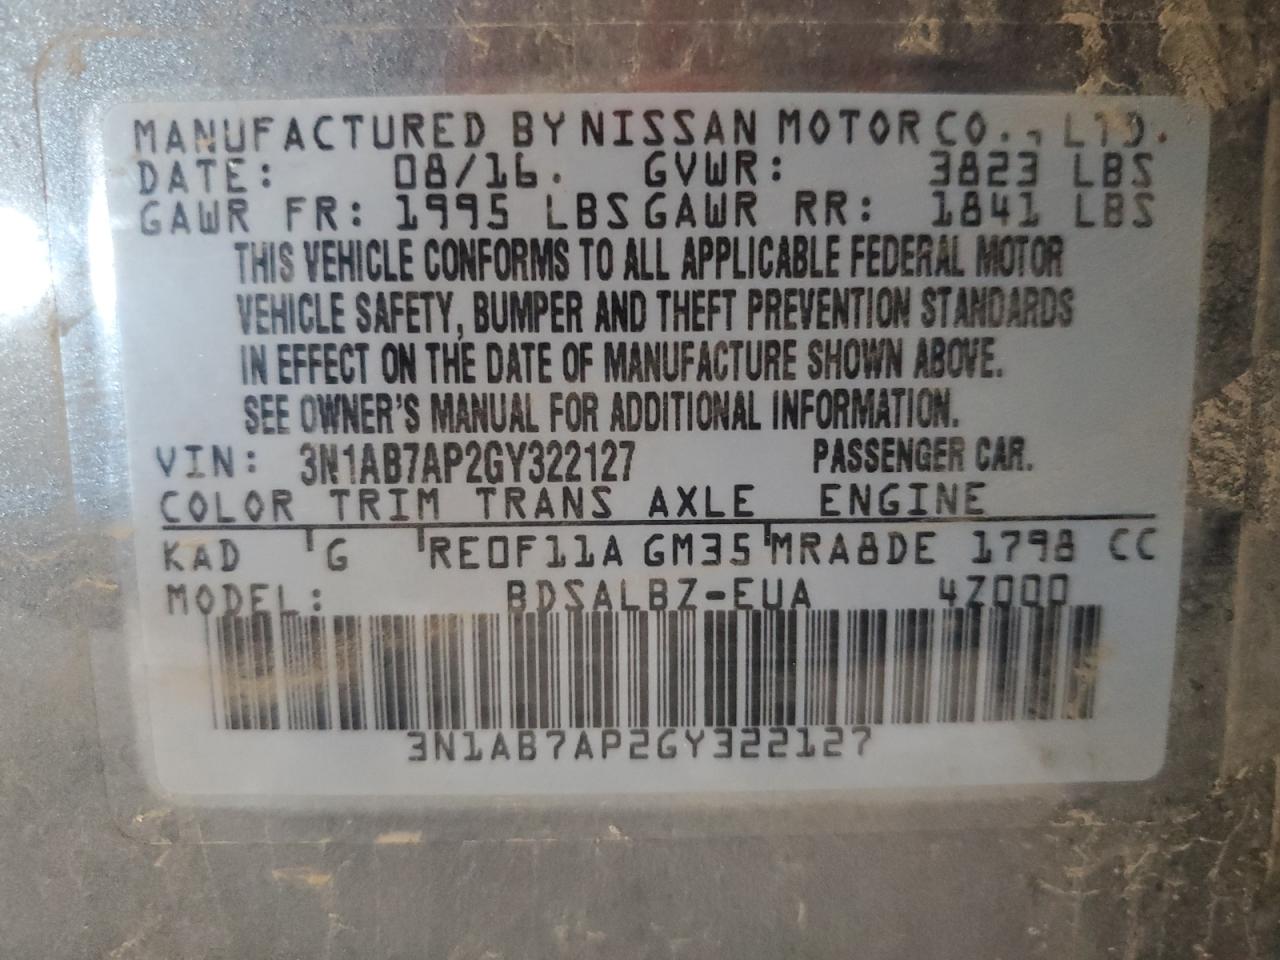 MANUFACTURED BY NISSAN MOTOR CO., LTD.
DATE: 08/16. GVWR: 3823 LBS
GAWR FR: 1995 LBS GAWR RR: 1841 LBS
THIS VEHICLE CONFORMS TO ALL APPLICABLE FEDERAL MOTOR
VEHICLE SAFETY, BUMPER AND THEFT PREVENTION STANDARDS
IN EFFECT ON THE DATE OF MANUFACTURE SHOWN ABOVE.
SEE OWNER'S MANUAL FOR ADDITIONAL INFORMATION.
VIN: 3N1AB7AP2GY322127 PASSENGER CAR.
COLOR TRIM TRANS AXLE ENGINE
KAD G RE0F11A GM35 MRA8DE 1798 CC
MODEL: BDSALBZ-EUA 4Z000
3N1AB7AP2GY322127